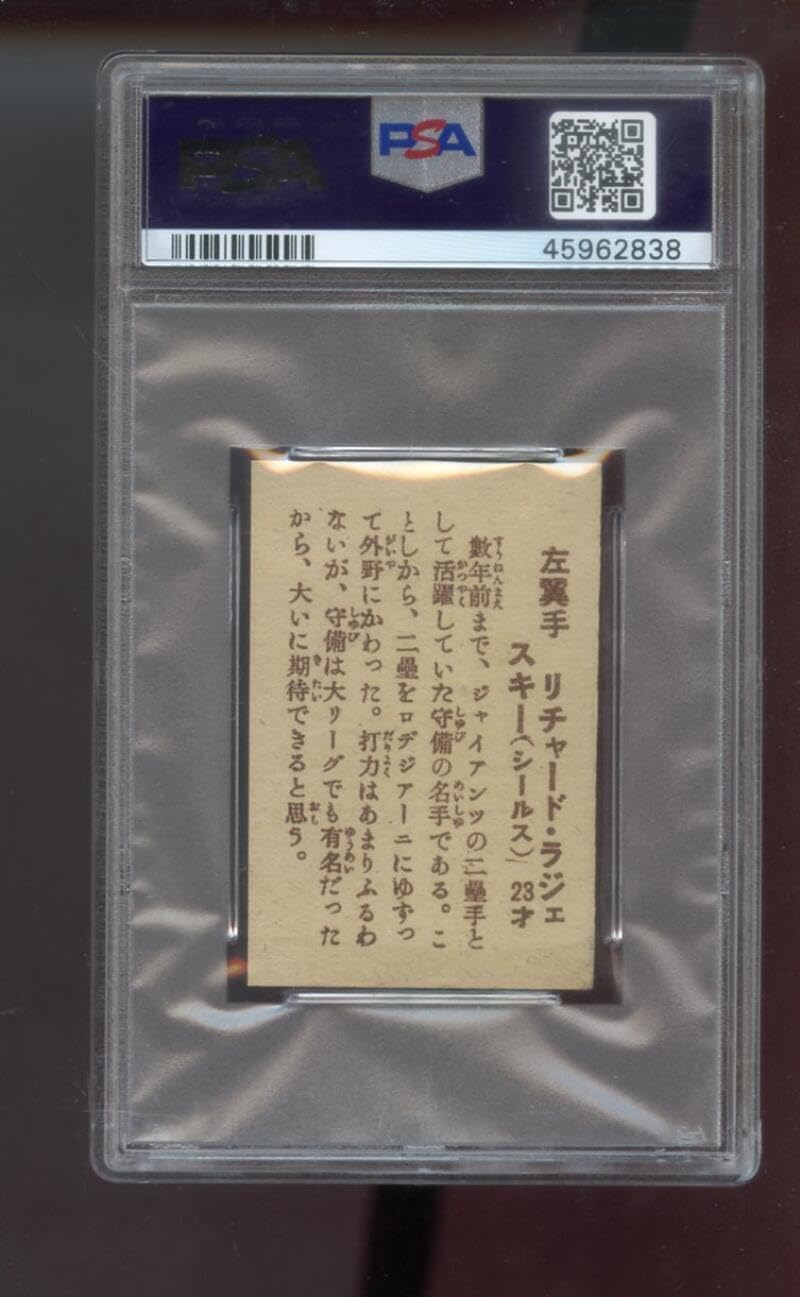 PSA
PSA
45962838
左翼手 リチャード・ラジェ
スキー(シールス) 23才
數年前まで、ジャイアンツの二壘手と
して活躍していた守備の名手である。こ
としから、二壘をロデジアーニにゆずっ
て外野にかわった。打力はあまりふるわ
ないが、守備は大リーグでも有名だった
から、大いに期待できると思う。